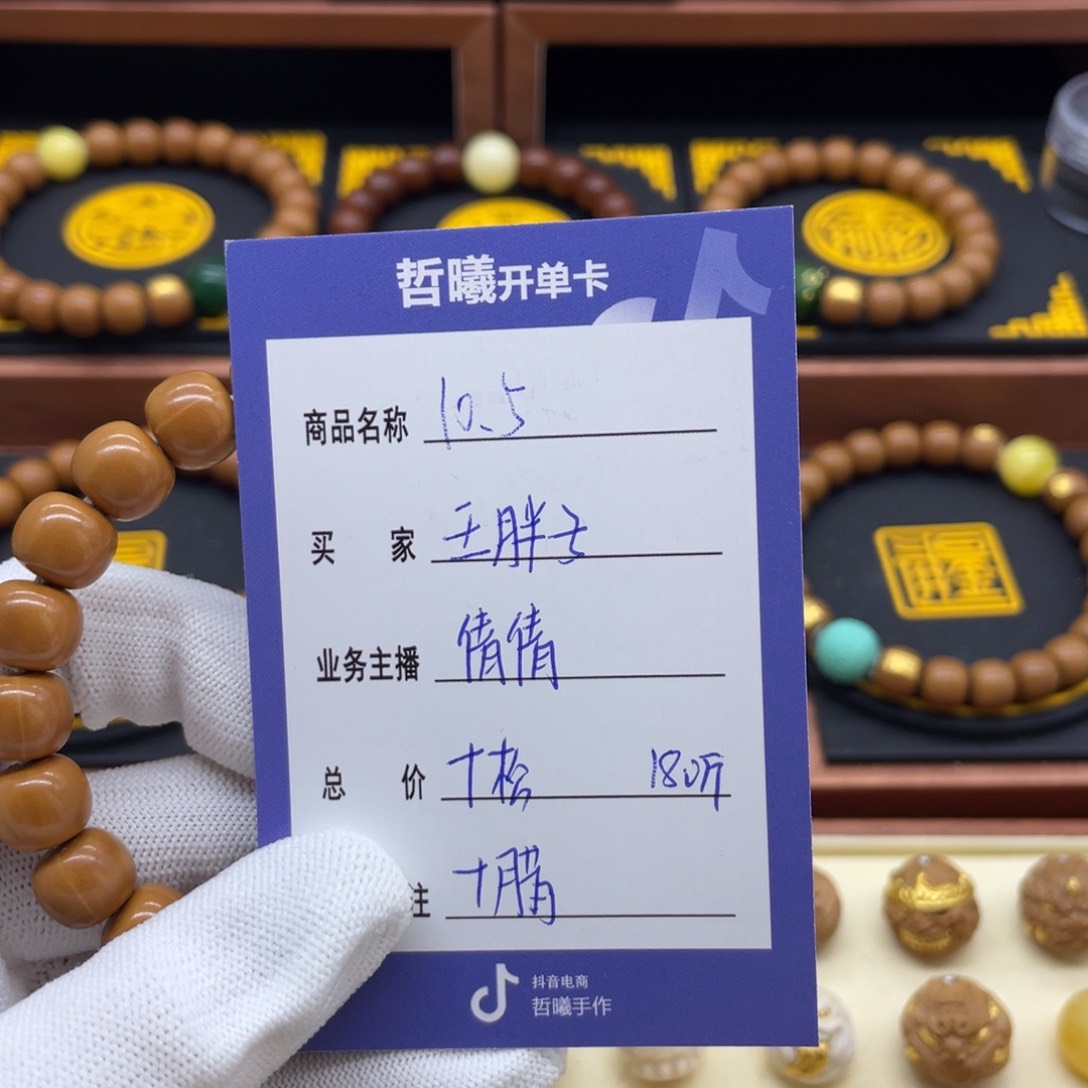 哲曦开单卡
商品名称 10.5
买家 王胖子
业务主播 倩倩
总价 十松 180斤
注 十腊
抖音电商
哲曦手作